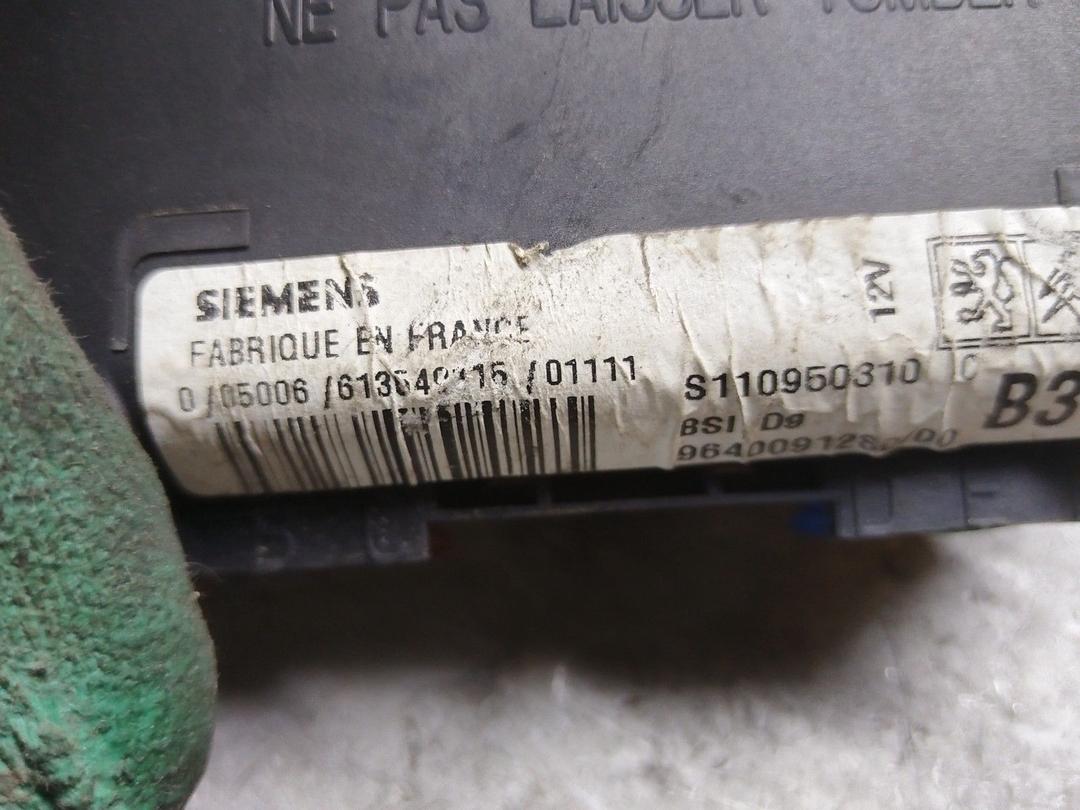 NE PAS LAISSER TOMBER
SIEMENS
FABRIQUE EN FRANCE
12V
S110950310 C
B3
BSI D9